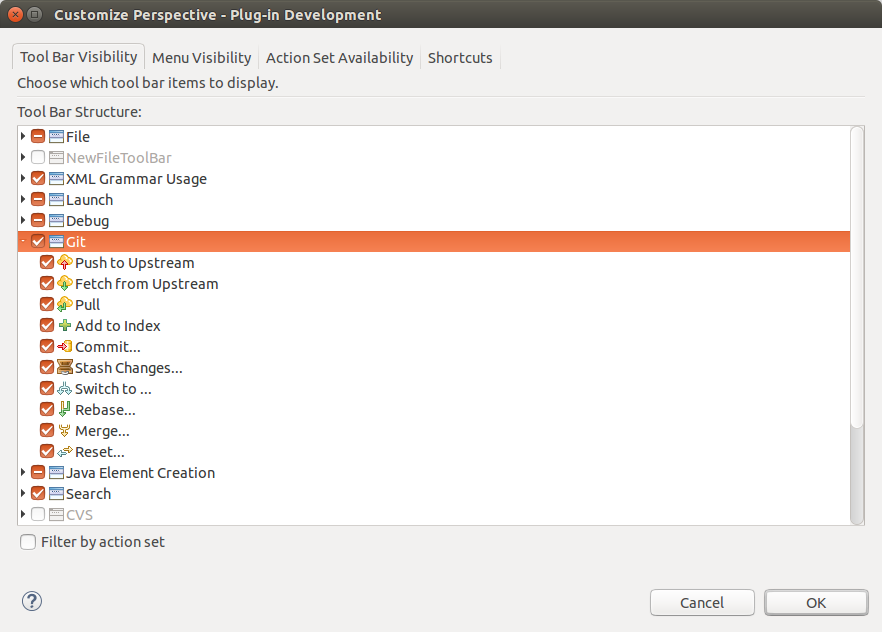 Customize Perspective - Plug-in Development
Tool Bar Visibility Menu Visibility Action Set Availability Shortcuts
Choose which tool bar items to display.
Tool Bar Structure:
File
NewFileToolBar
XML Grammar Usage
Launch
Debug
Git
Push to Upstream
Fetch from Upstream
Pull
Add to Index
Commit...
Stash Changes...
Switch to ...
Rebase...
Merge...
Reset...
Java Element Creation
Search
CVS
Filter by action set
? Cancel OK